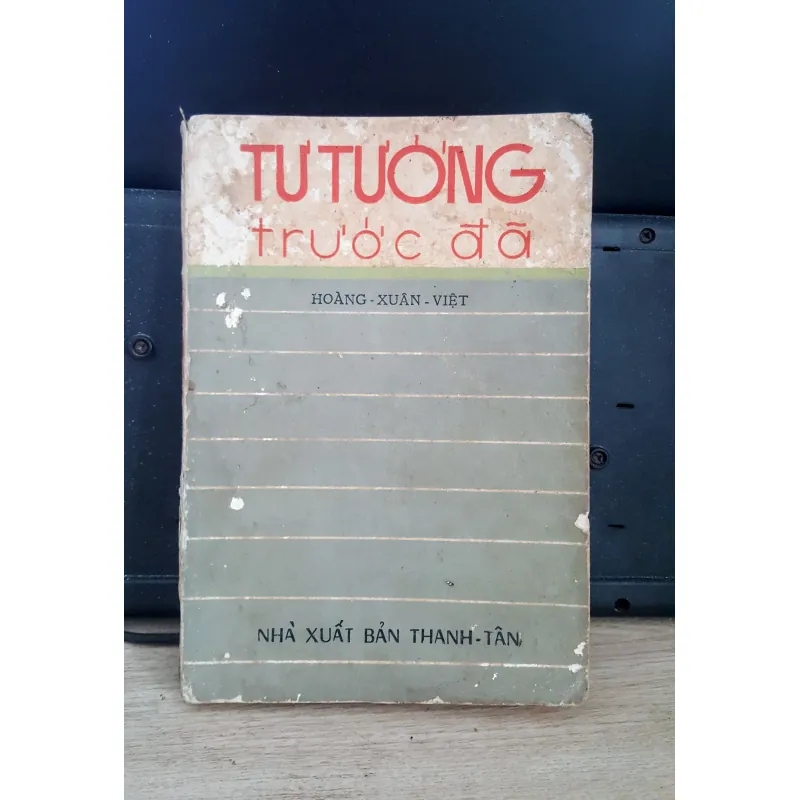 TƯ TƯỞNG
trước đã
HOÀNG - XUÂN - VIỆT
NHÀ XUẤT BẢN THANH-TÂN